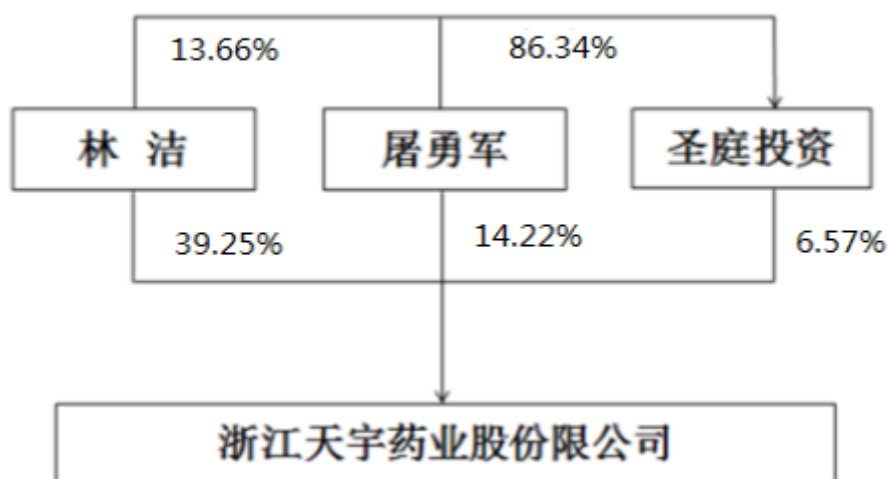 13.66%
86.34%
林 洁
屠勇军
圣庭投资
39.25%
14.22%
6.57%
浙江天宇药业股份限公司